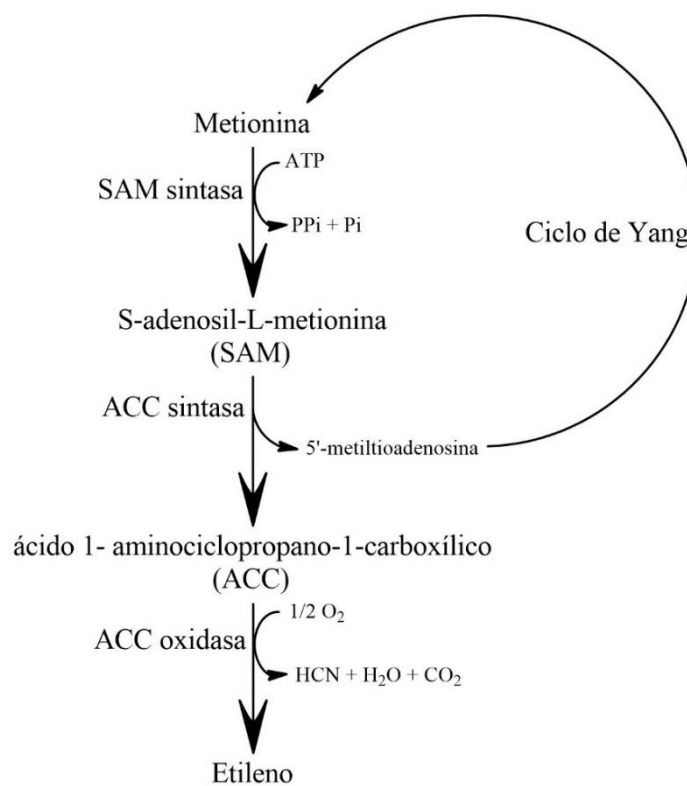 Metionina
ATP
SAM sintasa
PPi + Pi
Ciclo de Yang
S-adenosil-L-metionina
(SAM)
ACC sintasa
5'-metiltioadenosina
ácido 1- aminociclopropano-1-carboxílico
(ACC)
1/2 O₂
ACC oxidasa
HCN + H₂O + CO₂
Etileno